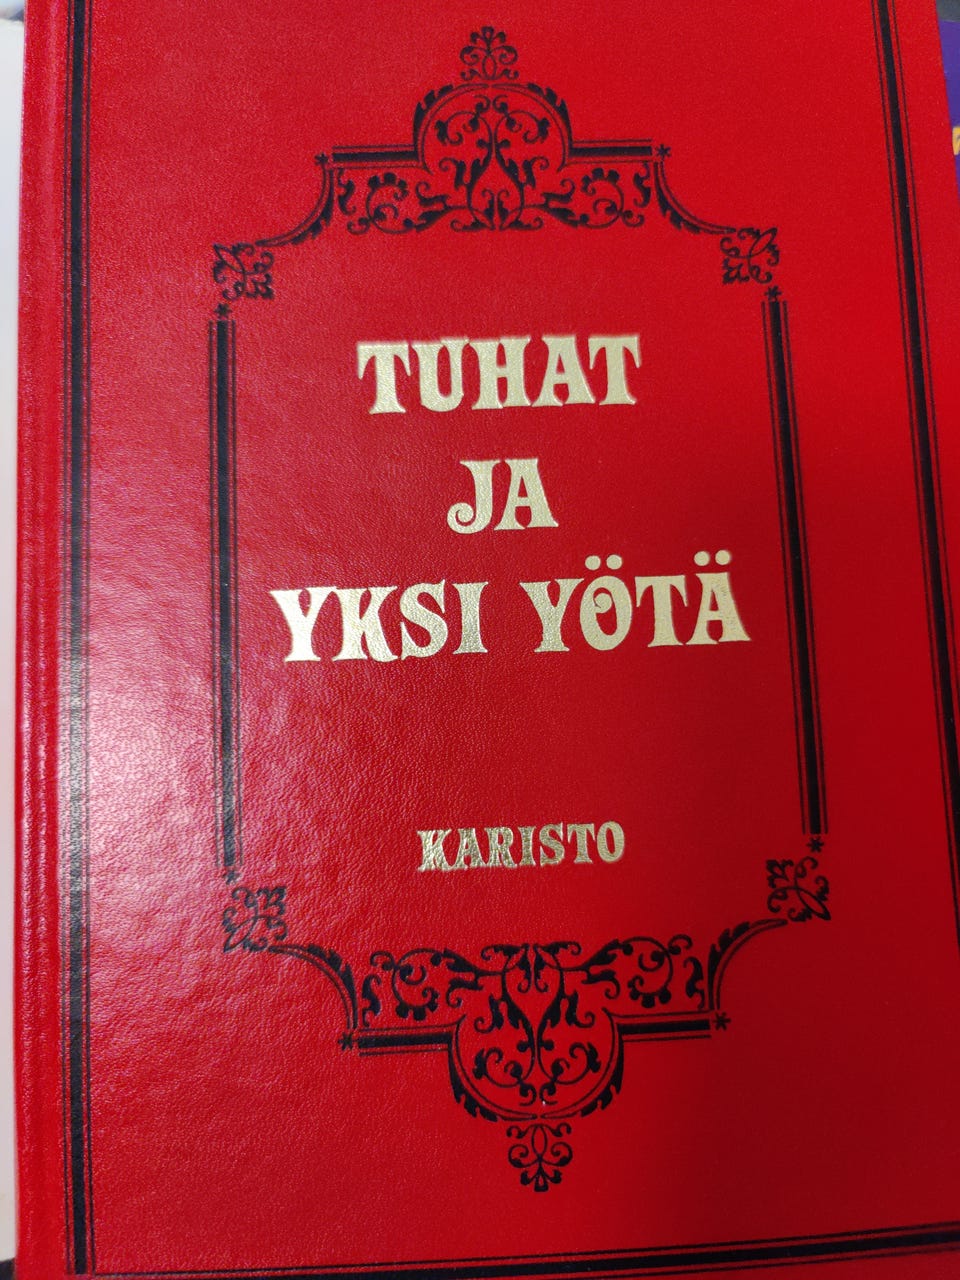 TUHAT
JA
YKSI YÖTÄ
KARISTO